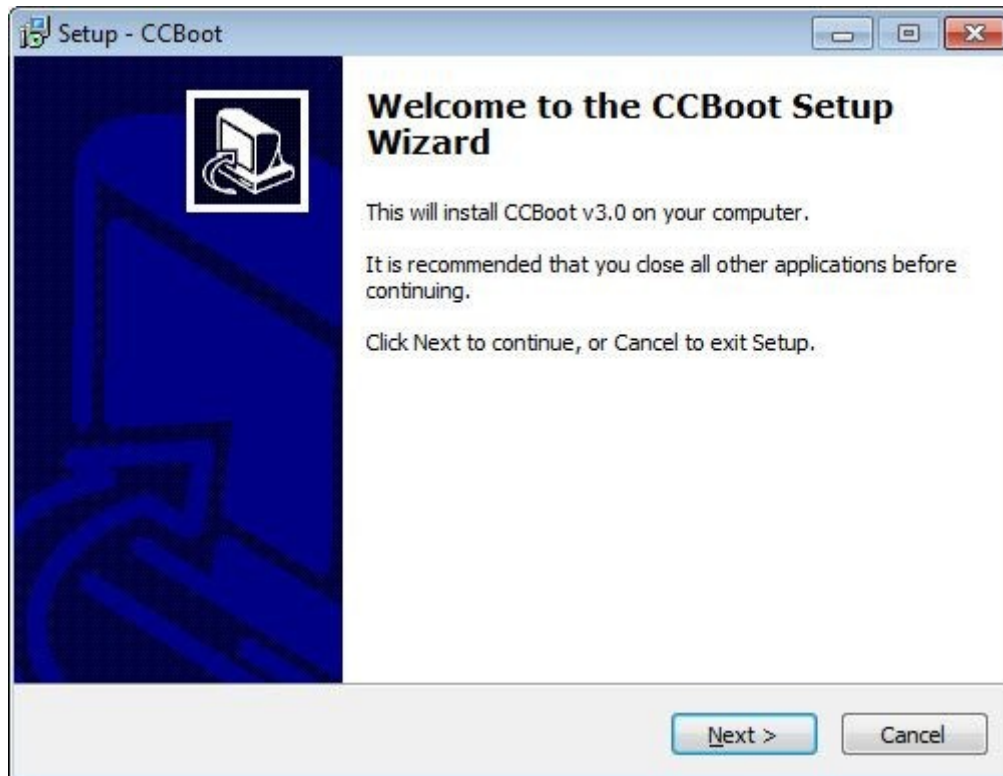 Setup - CCBoot
Welcome to the CCBoot Setup
Wizard
This will install CCBoot v3.0 on your computer.
It is recommended that you close all other applications before
continuing.
Click Next to continue, or Cancel to exit Setup.
Next >
Cancel